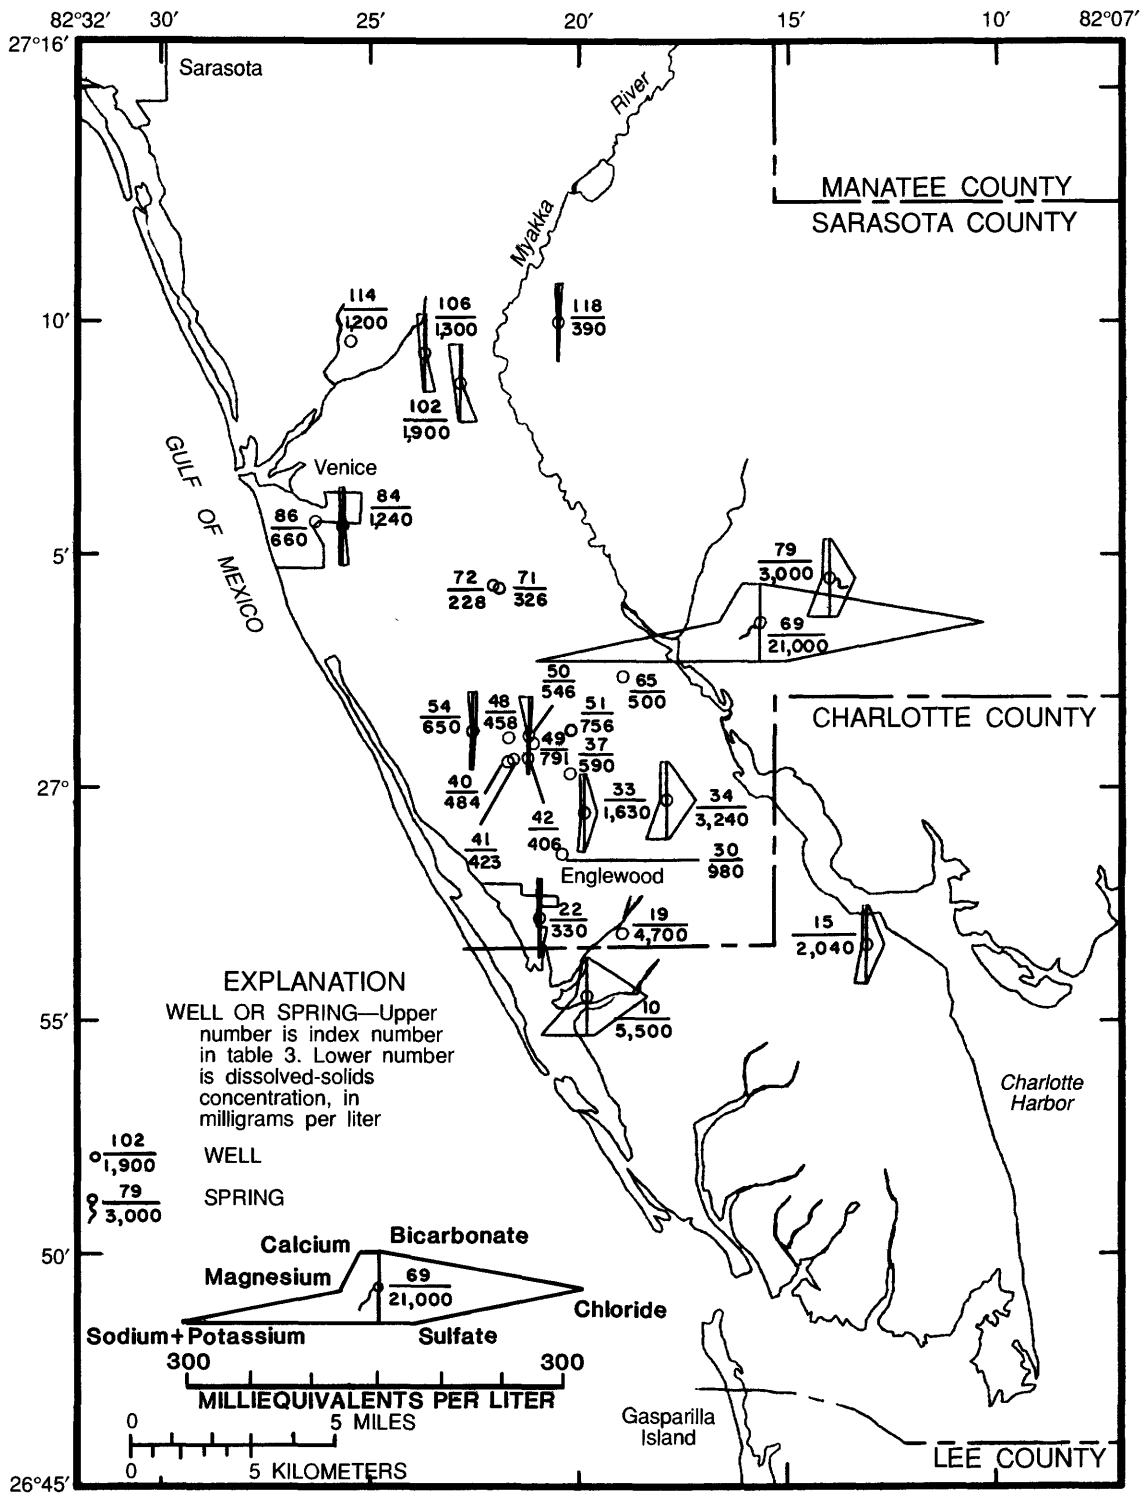 82°32′ 30′ 25′ 20′ 15′ 10′ 82°07′
27°16′
Sarasota
River
MANATEE COUNTY
SARASOTA COUNTY
Myakka
10′
114
1,200
106
1,300
118
390
102
1,900
GULF OF MEXICO
Venice
84
1,240
86
660
5′
79
3,000
72
228
71
326
69
21,000
50
546
65
500
54
650
48
458
51
756
CHARLOTTE COUNTY
49
791
37
590
27°
40
484
33
1,630
34
3,240
42
406
41
423
30
980
Englewood
22
330
19
4,700
15
2,040
10
5,500
55′
Charlotte
Harbor
EXPLANATION
WELL OR SPRING—Upper
number is index number
in table 3. Lower number
is dissolved-solids
concentration, in
milligrams per liter
102
1,900
WELL
79
3,000
SPRING
50′
Calcium Bicarbonate
Magnesium
69
21,000
Chloride
Sodium+Potassium Sulfate
300 300
MILLIEQUIVALENTS PER LITER
0 5 MILES
0 5 KILOMETERS
Gasparilla
Island
LEE COUNTY
26°45′